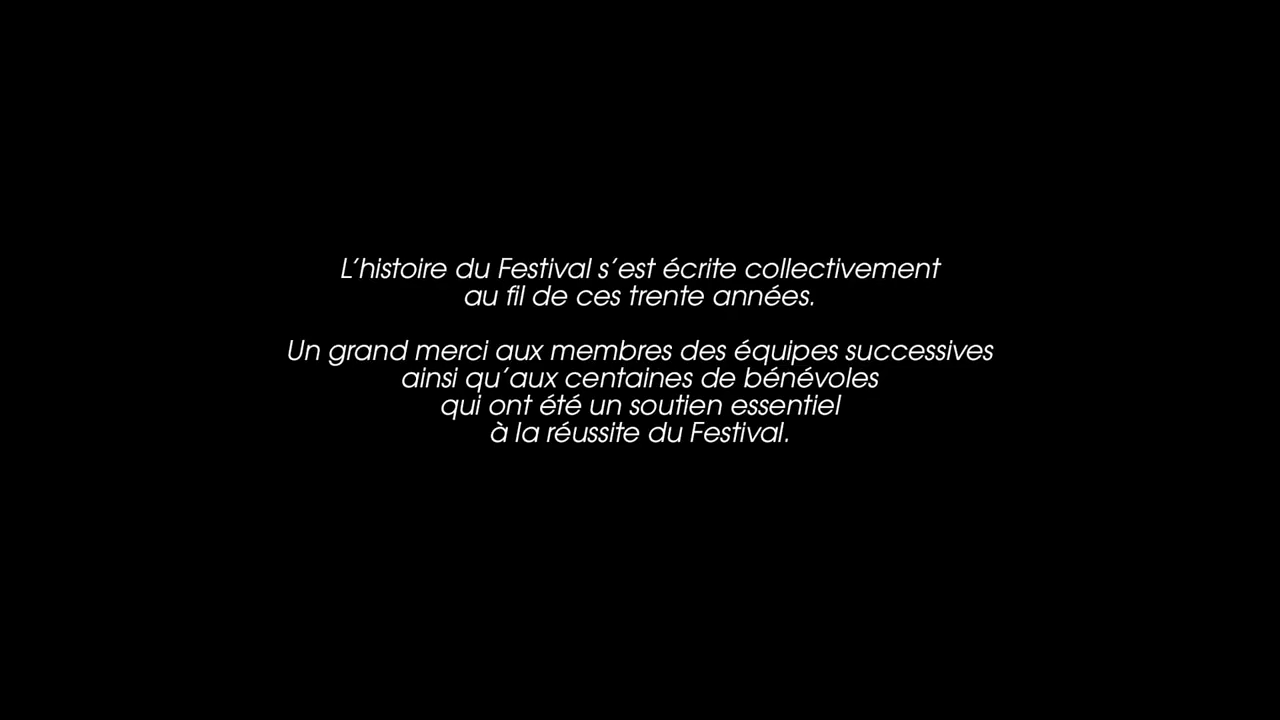 L'histoire du Festival s'est écrite collectivement
au fil de ces trente années.
Un grand merci aux membres des équipes successives
ainsi qu'aux centaines de bénévoles
qui ont été un soutien essentiel
à la réussite du Festival.